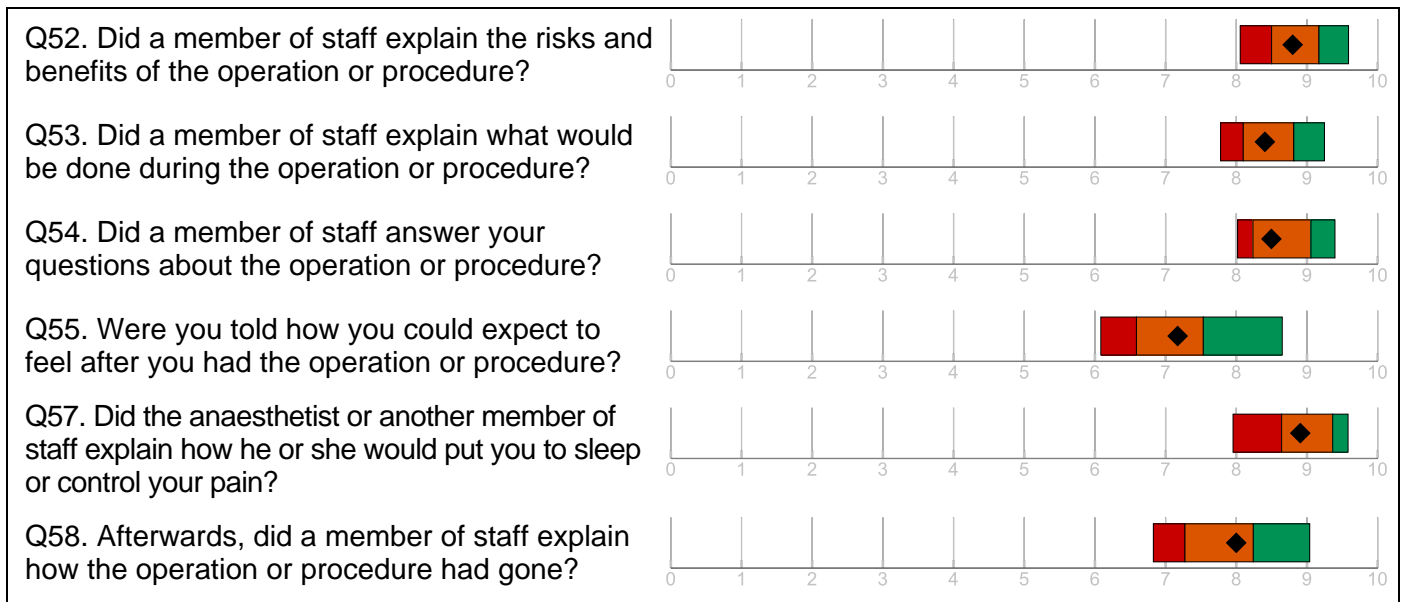 Q52. Did a member of staff explain the risks and
benefits of the operation or procedure?
0 1 2 3 4 5 6 7 8 9 10
Q53. Did a member of staff explain what would
be done during the operation or procedure?
0 1 2 3 4 5 6 7 8 9 10
Q54. Did a member of staff answer your
questions about the operation or procedure?
0 1 2 3 4 5 6 7 8 9 10
Q55. Were you told how you could expect to
feel after you had the operation or procedure?
0 1 2 3 4 5 6 7 8 9 10
Q57. Did the anaesthetist or another member of
staff explain how he or she would put you to sleep
or control your pain?
0 1 2 3 4 5 6 7 8 9 10
Q58. Afterwards, did a member of staff explain
how the operation or procedure had gone?
0 1 2 3 4 5 6 7 8 9 10